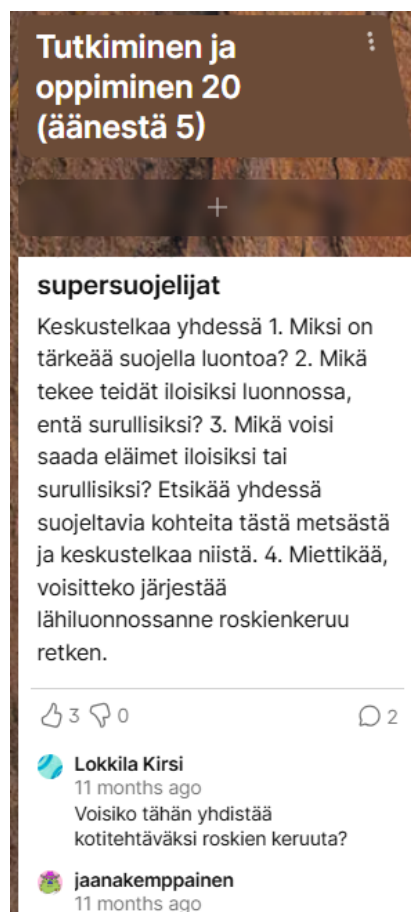 Tutkiminen ja
oppiminen 20
(äänestä 5)
+
supersuojelijat
Keskustelkaa yhdessä 1. Miksi on
tärkeää suojella luontoa? 2. Mikä
tekee teidät iloisiksi luonnossa,
entä surullisiksi? 3. Mikä voisi
saada eläimet iloisiksi tai
surullisiksi? Etsikää yhdessä
suojeltavia kohteita tästä metsästä
ja keskustelkaa niistä. 4. Miettikää,
voisitteko järjestää
lähiluonnossanne roskienkeruu
retken.
3 0 2
Lokkila Kirsi
11 months ago
Voisiko tähän yhdistää
kotitehtäväksi roskien keruuta?
jaanakemppainen
11 months ago